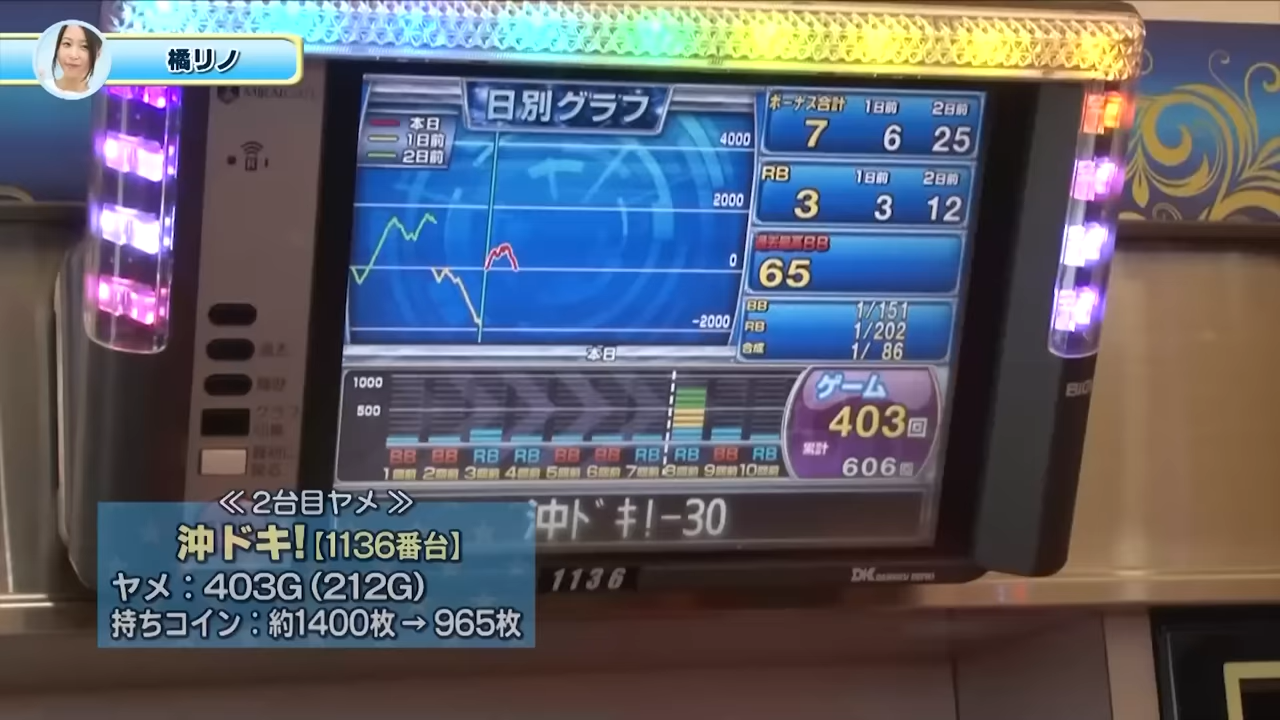 橘リノ
日別グラフ
本日
1日前
2日前
4000
2000
0
-2000
本日
ボーナス合計 1日前 2日前
7 6 25
RB 1日前 2日前
3 3 12
過去最高BB
65
BB 1/151
RB 1/202
合成 1/ 86
1000
500
BB BB RB RB BB BB RB RB BB RB
1回前 2回前 3回前 4回前 5回前 6回前 7回前 8回前 9回前 10回前
ゲーム
403回
累計
606回
沖ドキ!-30
1136
≪2台目ヤメ≫
沖ドキ!【1136番台】
ヤメ：403G(212G)
持ちコイン：約1400枚→965枚